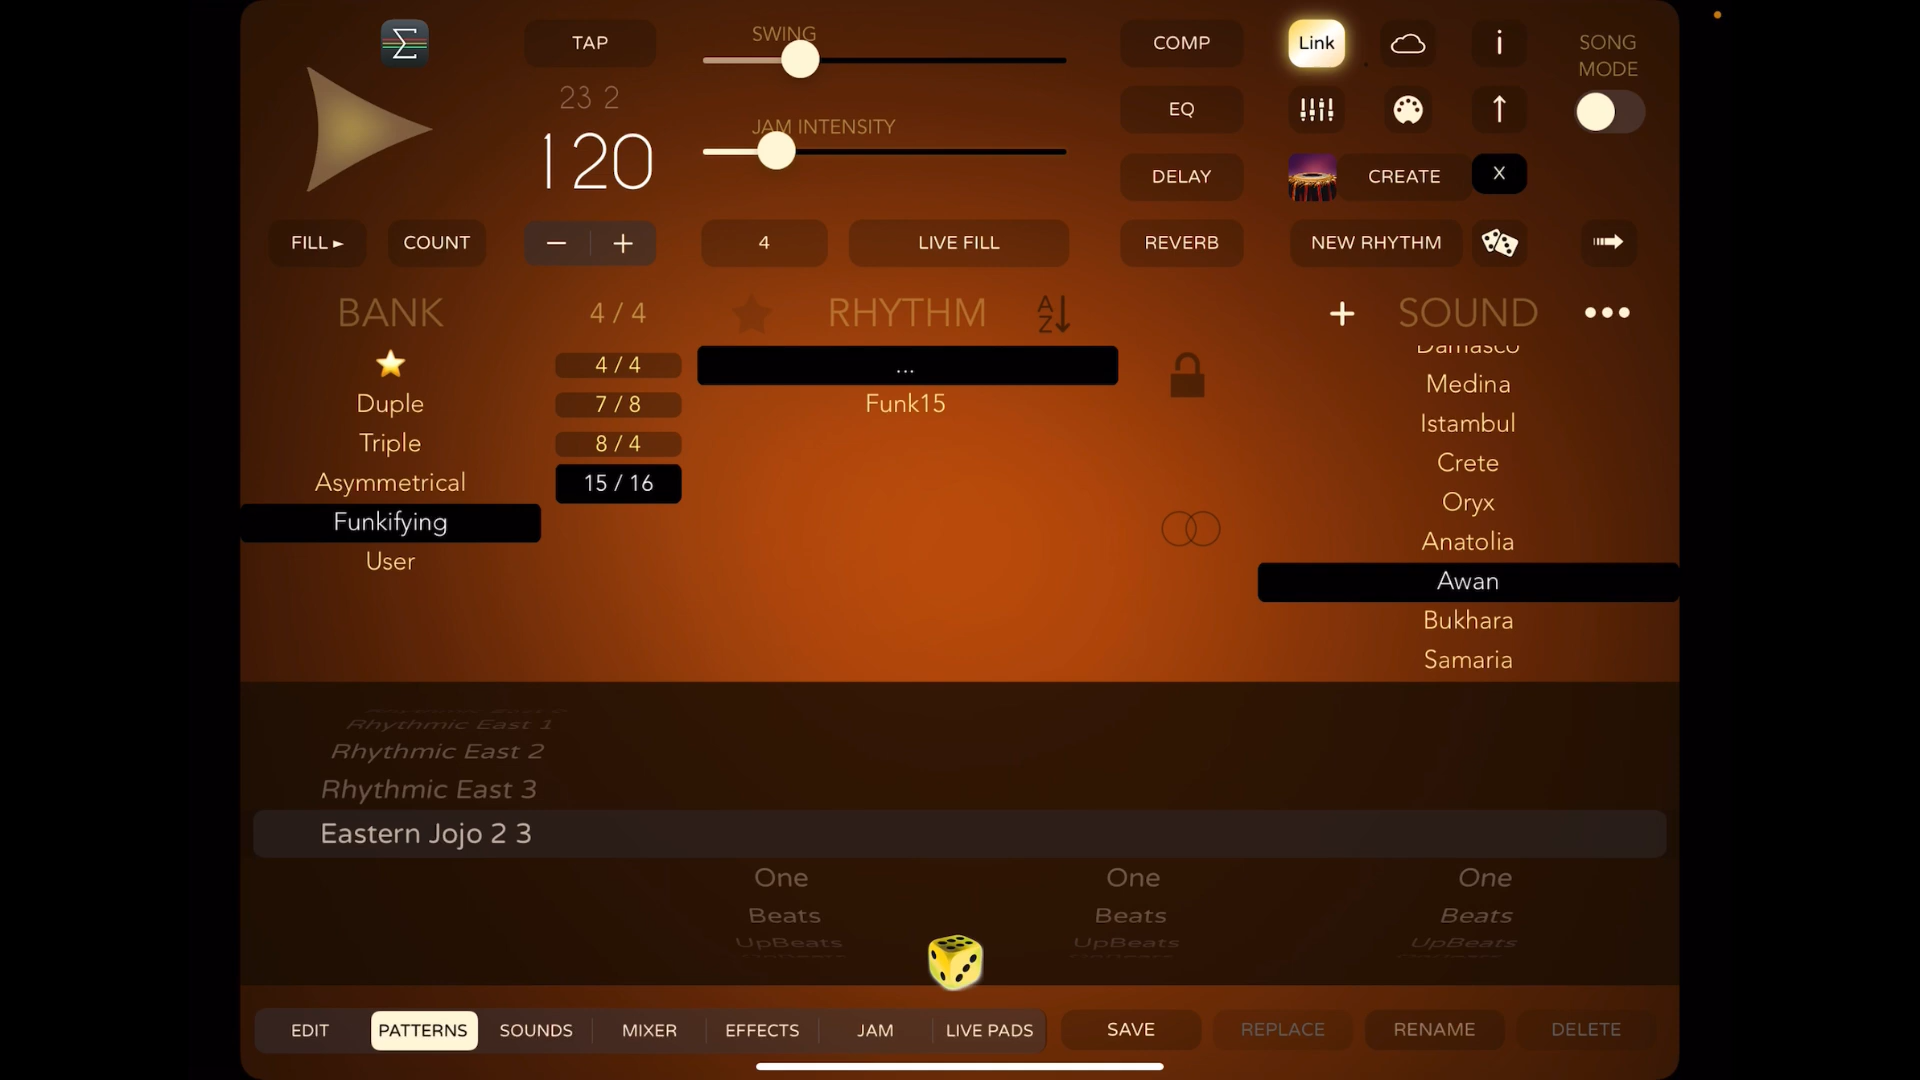 TAP
SWING
COMP
Link
i
SONG
MODE
23 2
120
JAM INTENSITY
EQ
DELAY
CREATE
X
FILL ►
COUNT
− +
4
LIVE FILL
REVERB
NEW RHYTHM
BANK
4 / 4
RHYTHM
A
Z
+
SOUND
•••
4 / 4
...
Damasco
Duple
7 / 8
Funk15
Medina
Triple
8 / 4
Istambul
Asymmetrical
15 / 16
Crete
Funkifying
Oryx
User
Anatolia
Awan
Bukhara
Samaria
Rhythmic East 1
Rhythmic East 2
Rhythmic East 3
Eastern Jojo 2 3
One One One
Beats Beats Beats
UpBeats UpBeats UpBeats
EDIT PATTERNS SOUNDS MIXER EFFECTS JAM LIVE PADS SAVE REPLACE RENAME DELETE